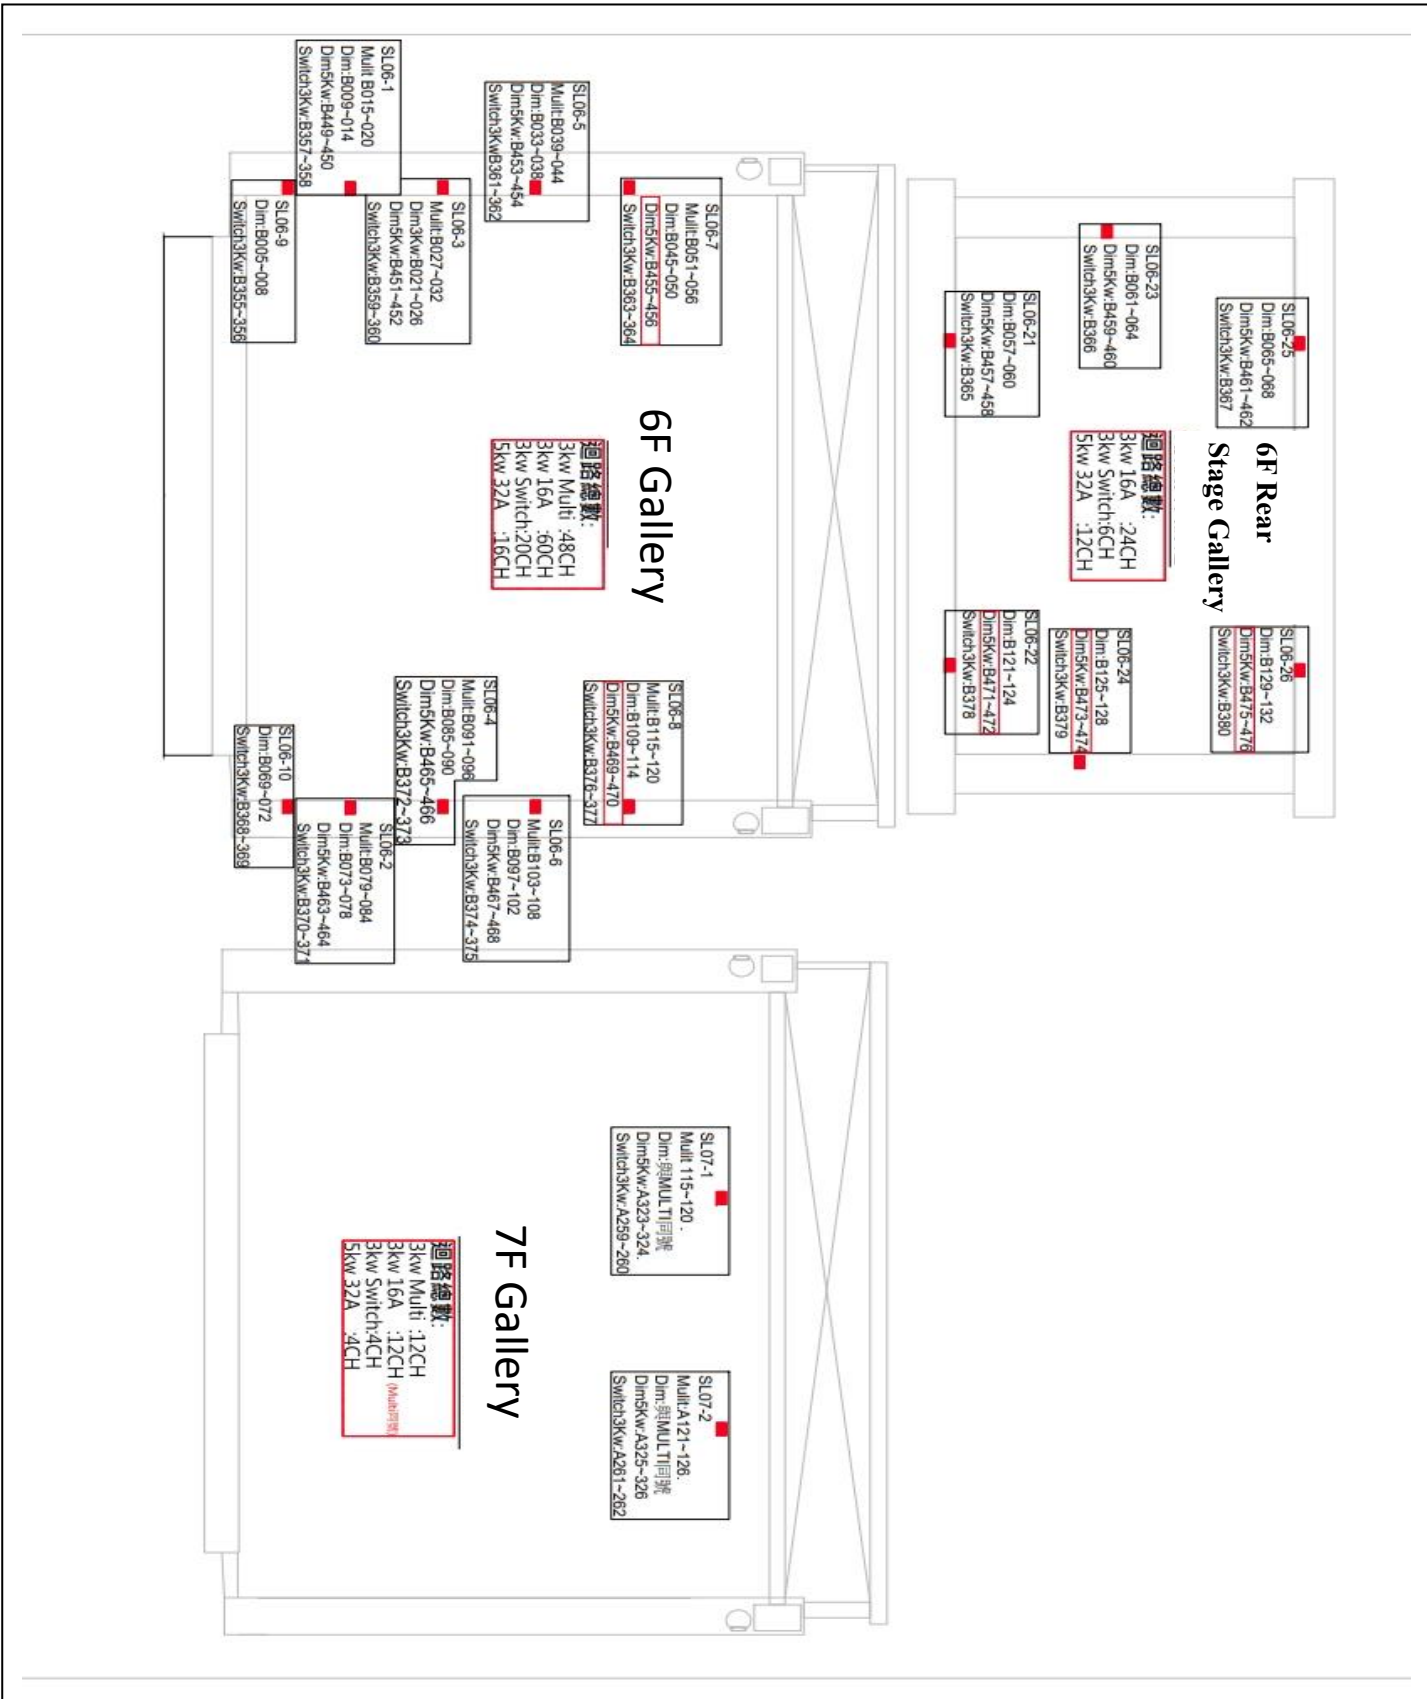 SL06-1
Mulit B015~020
Dim:B009~014
Dim5Kw:B449~450
Switch3Kw:B357~358
SL06-5
Mulit:B039~044
Dim:B033~038
Dim5Kw:B453~454
Switch3KwB361~362
SL06-9
Dim:B005~008
Switch3Kw:B355~356
SL06-3
Mulit:B027~032
Dim3Kw:B021~026
Dim5Kw:B451~452
Switch3Kw:B359~360
SL06-7
Mulit:B051~056
Dim:B045~050
Dim5Kw:B455~456
Switch3Kw:B363~364
6F Gallery
迴路總數:
3kw Multi :48CH
3kw 16A :60CH
3kw Switch:20CH
5kw 32A :16CH
SL06-8
Mulit:B115~120
Dim:B109~114
Dim5Kw:B469~470
Switch3Kw:B376~377
SL06-4
Mulit:B091~096
Dim:B085~090
Dim5Kw:B465~466
Switch3Kw:B372~373
SL06-10
Dim:B069~072
Switch3Kw:B368~369
SL06-2
Mulit:B079~084
Dim:B073~078
Dim5Kw:B463~464
Switch3Kw:B370~371
SL06-6
Mulit:B103~108
Dim:B097~102
Dim5Kw:B467~468
Switch3Kw:B374~375
SL06-25
Dim:B065~068
Dim5Kw:B461~462
Switch3Kw:B367
SL06-23
Dim:B061~064
Dim5Kw:B459~460
Switch3Kw:B366
SL06-21
Dim:B057~060
Dim5Kw:B457~458
Switch3Kw:B365
6F Rear
Stage Gallery
迴路總數:
3kw 16A :24CH
3kw Switch:6CH
5kw 32A :12CH
SL06-26
Dim:B129~132
Dim5Kw:B475~476
Switch3Kw:B380
SL06-24
Dim:B125~128
Dim5Kw:B473~474
Switch3Kw:B379
SL06-22
Dim:B121~124
Dim5Kw:B471~472
Switch3Kw:B378
SL07-1
Mulit 115~120 .
Dim:與MULTI同號
Dim5Kw:A323~324.
Switch3Kw:A259~260
7F Gallery
迴路總數:
3kw Multi :12CH
3kw 16A :12CH (Multi同號)
3kw Switch:4CH
5kw 32A :4CH
SL07-2
Mulit:A121~126.
Dim:與MULTI同號
Dim5Kw:A325~326
Switch3Kw:A261~262